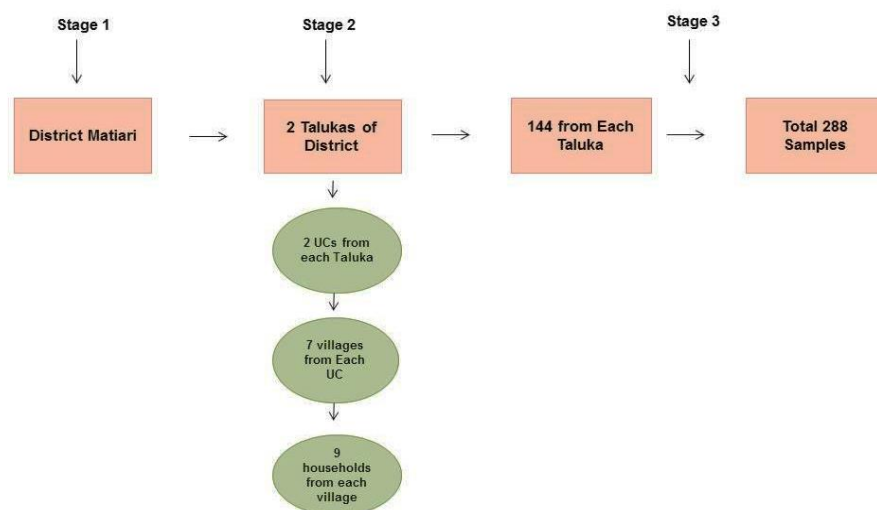 Stage 1
Stage 2
Stage 3
District Matiari
2 Talukas of
District
144 from Each
Taluka
Total 288
Samples
2 UCs from
each Taluka
7 villages
from Each
UC
9
households
from each
village